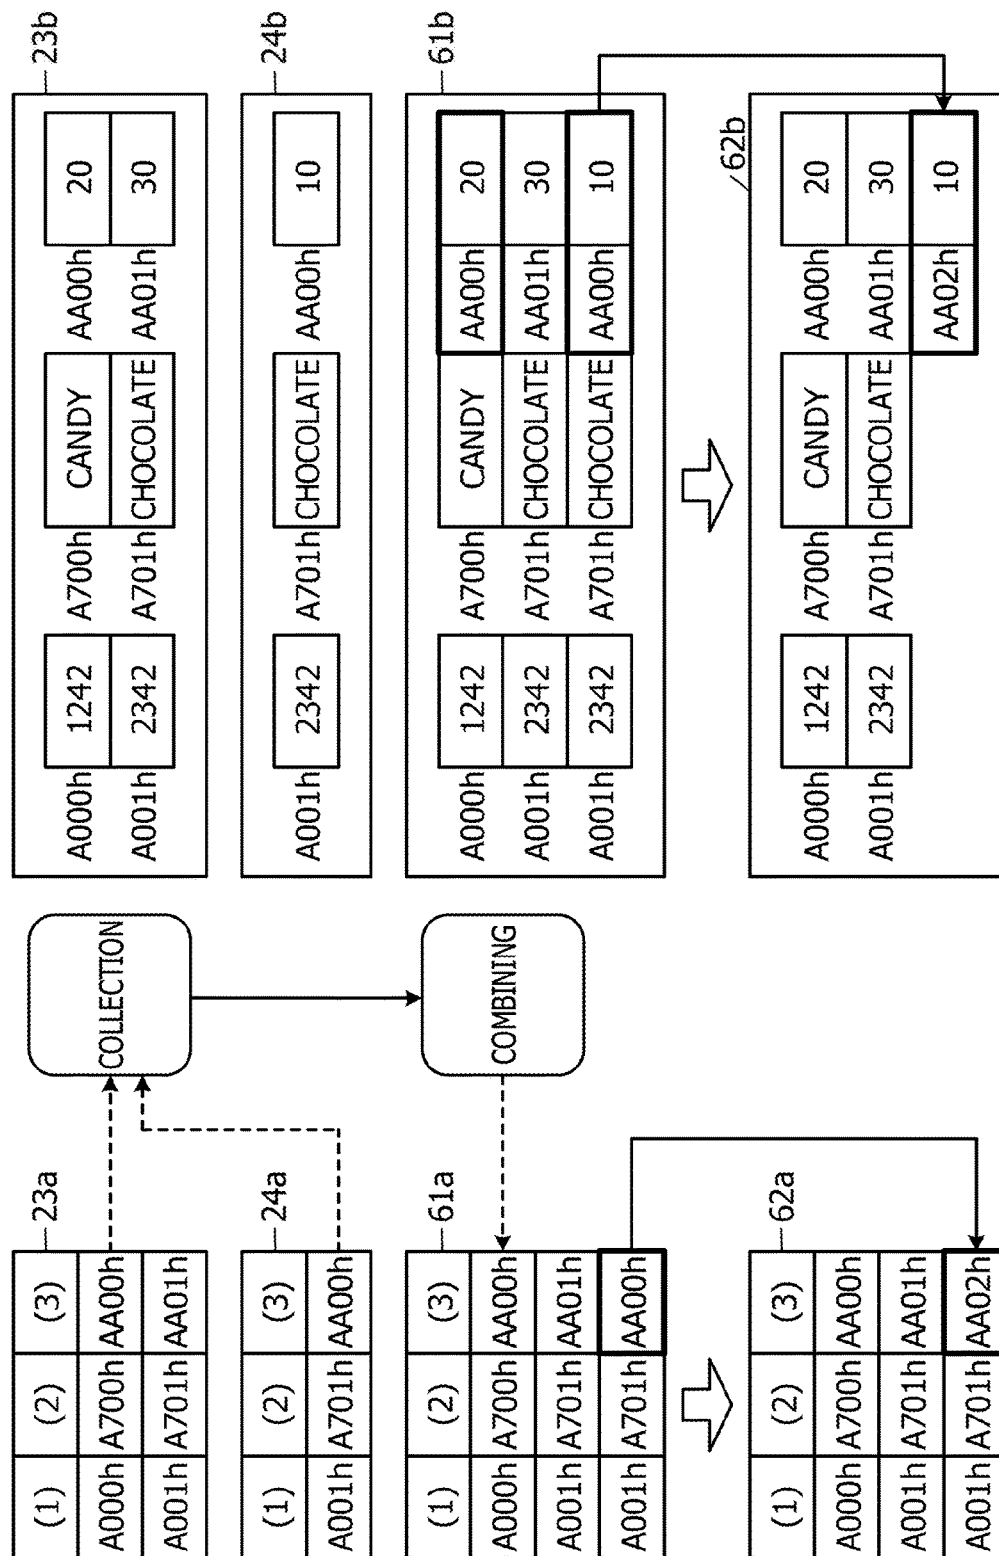 23a
(1) (2) (3)
A000h A700h AA00h
A001h A701h AA01h
24a
(1) (2) (3)
A001h A701h AA00h
61a
(1) (2) (3)
A000h A700h AA00h
A001h A701h AA01h
A001h A701h AA00h
62a
(1) (2) (3)
A000h A700h AA00h
A001h A701h AA01h
A001h A701h AA02h
COLLECTION
COMBINING
23b
A000h 1242 A700h CANDY AA00h 20
A001h 2342 A701h CHOCOLATE AA01h 30
24b
A001h 2342 A701h CHOCOLATE AA00h 10
61b
A000h 1242 A700h CANDY AA00h 20
A001h 2342 A701h CHOCOLATE AA01h 30
A001h 2342 A701h CHOCOLATE AA00h 10
62b
A000h 1242 A700h CANDY AA00h 20
A001h 2342 A701h CHOCOLATE AA01h 30
AA02h 10